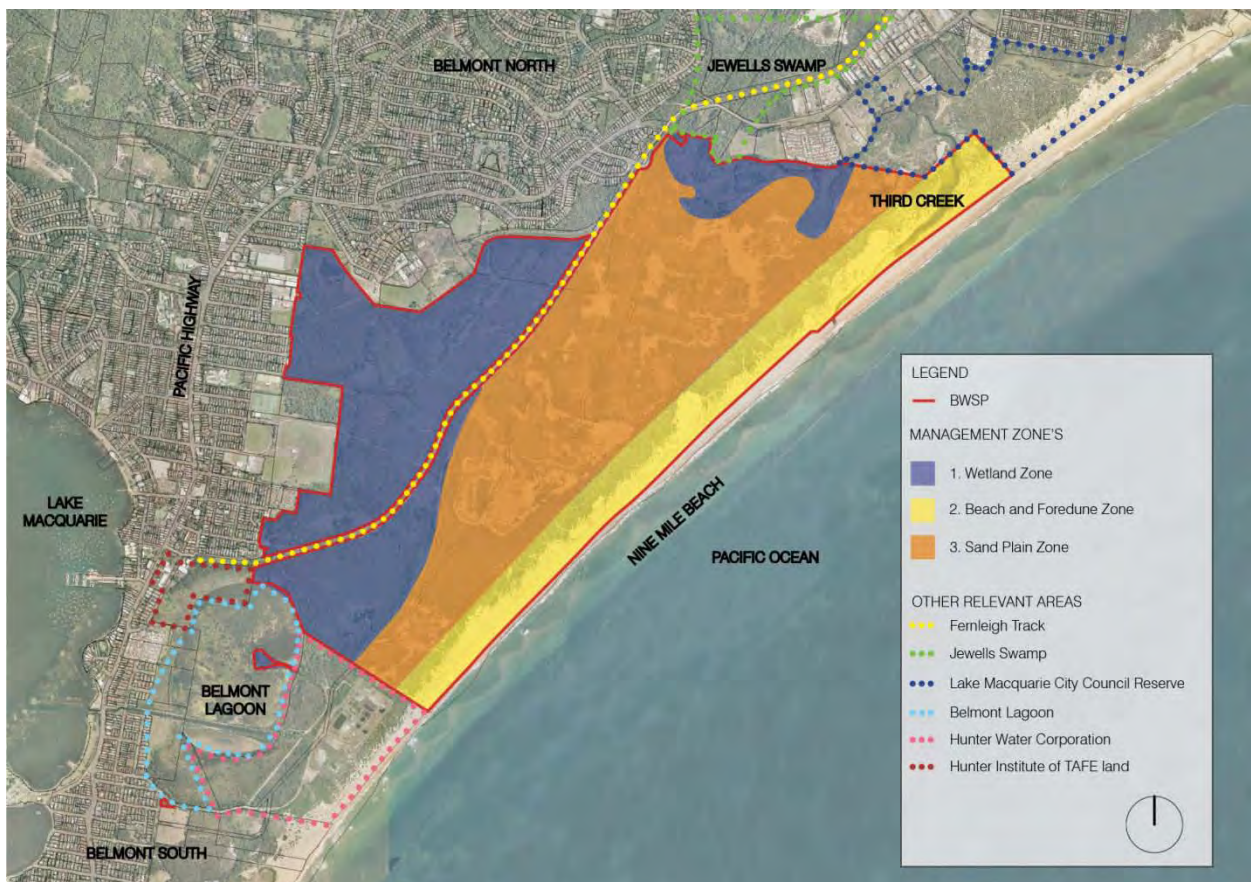 BELMONT NORTH
JEWELLS SWAMP
THIRD CREEK
PACIFIC HIGHWAY
LAKE
MACQUARIE
NINE MILE BEACH
PACIFIC OCEAN
BELMONT
LAGOON
BELMONT SOUTH
LEGEND
BWSP
MANAGEMENT ZONE'S
1. Wetland Zone
2. Beach and Foredune Zone
3. Sand Plain Zone
OTHER RELEVANT AREAS
Fernleigh Track
Jewells Swamp
Lake Macquarie City Council Reserve
Belmont Lagoon
Hunter Water Corporation
Hunter Institute of TAFE land